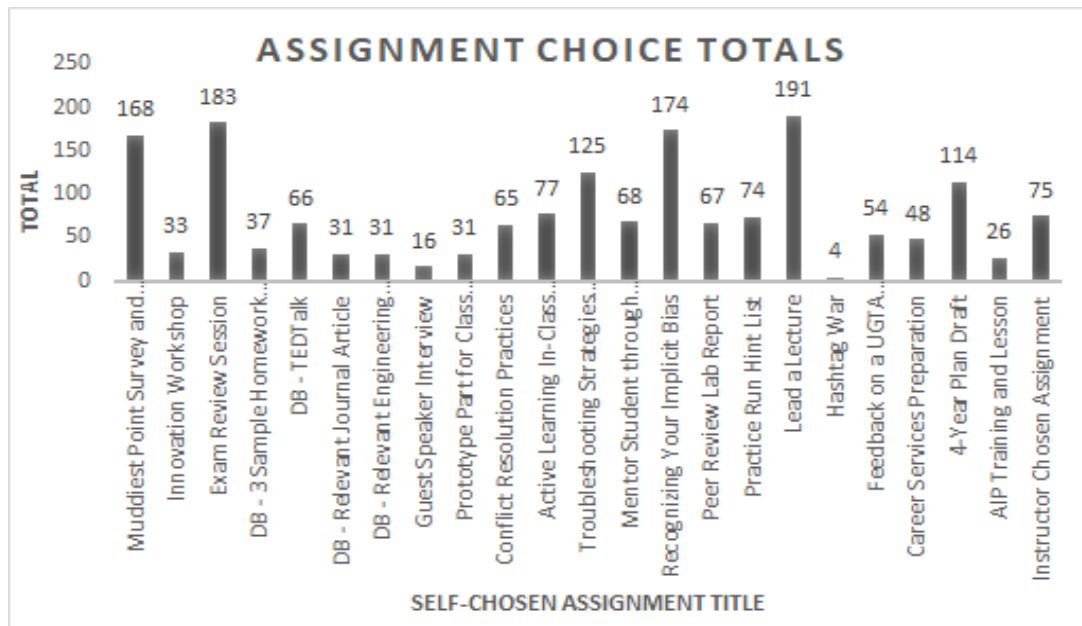 ASSIGNMENT CHOICE TOTALS
250
200
150
100
50
0
TOTAL
168
33
183
37
66
31
31
16
31
65
77
125
68
174
67
74
191
4
54
48
114
26
75
Muddiest Point Survey and...
Innovation Workshop
Exam Review Session
DB - 3 Sample Homework...
DB - TEDTalk
DB - Relevant Journal Article
DB - Relevant Engineering...
Guest Speaker Interview
Prototype Part for Class...
Conflict Resolution Practices
Active Learning In-Class...
Troubleshooting Strategies...
Mentor Student through...
Recognizing Your Implicit Bias
Peer Review Lab Report
Practice Run Hint List
Lead a Lecture
Hashtag War
Feedback on a UGTA...
Career Services Preparation
4-Year Plan Draft
AIP Training and Lesson
Instructor Chosen Assignment
SELF-CHOSEN ASSIGNMENT TITLE